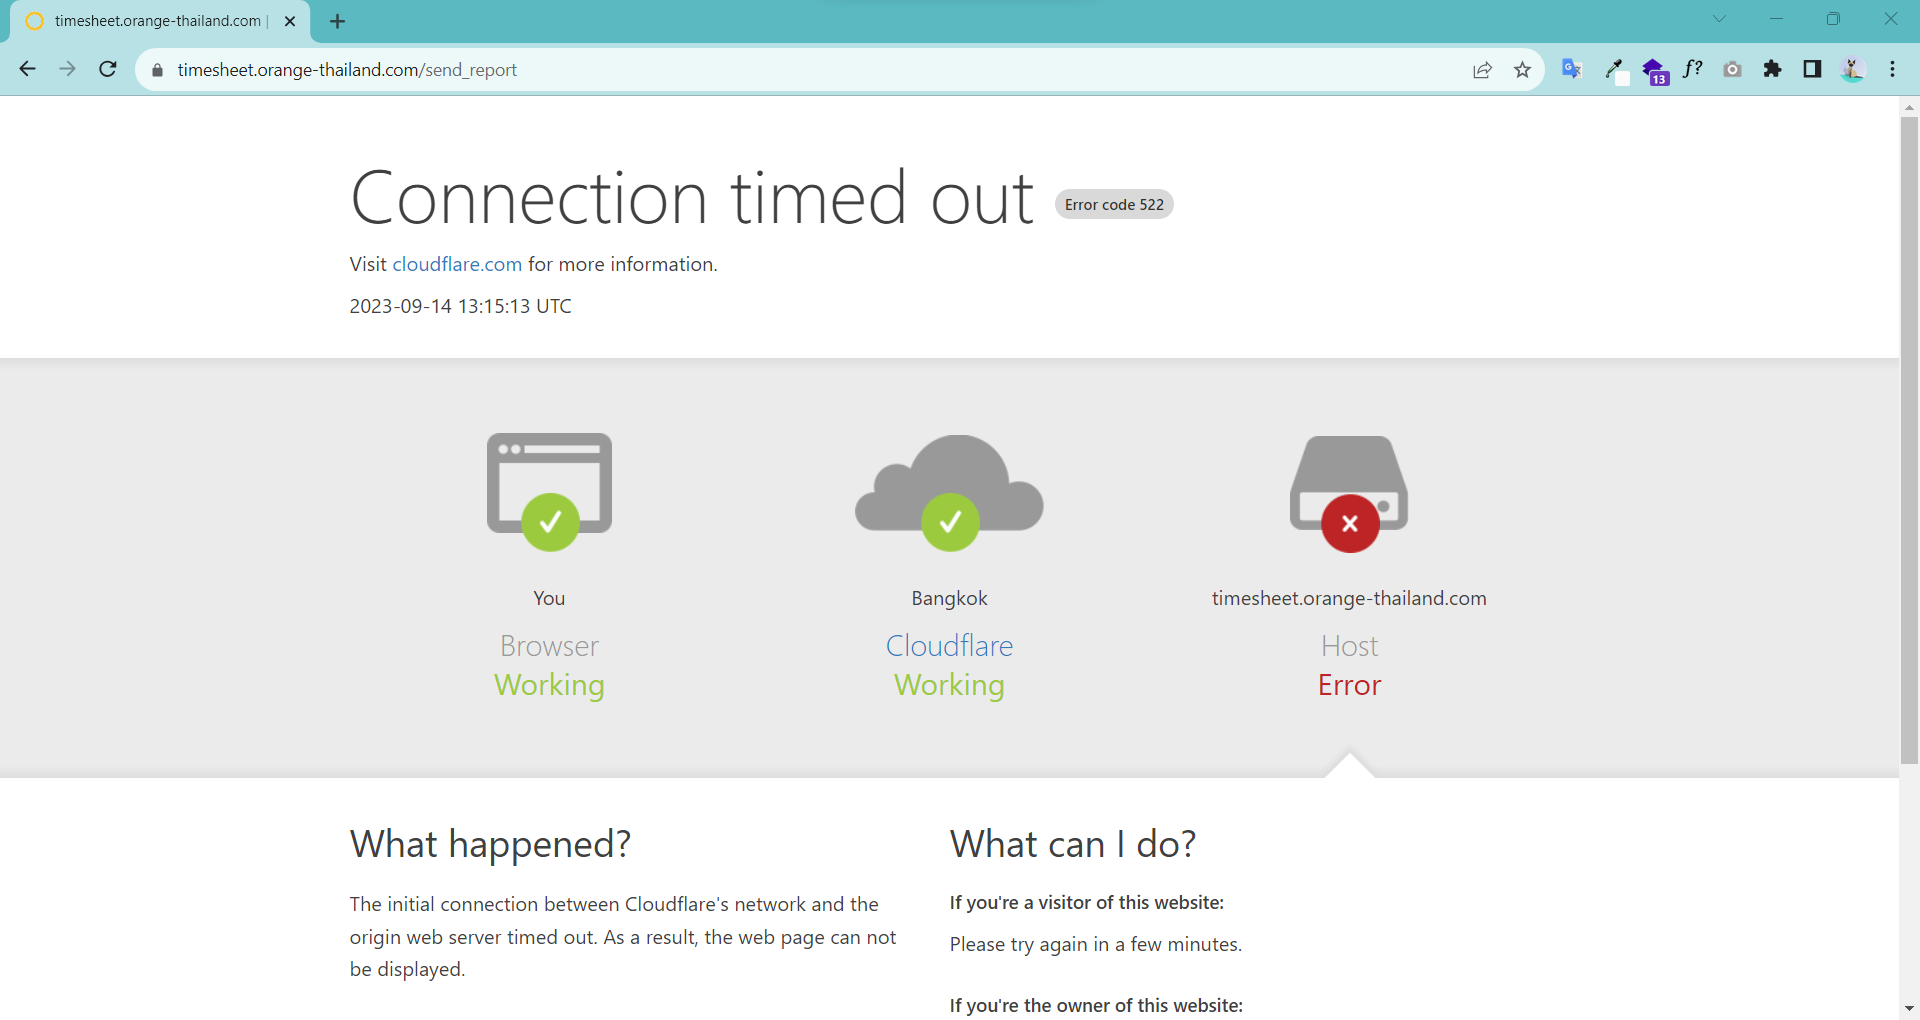 timesheet.orange-thailand.com |
timesheet.orange-thailand.com/send_report
13
f?
Connection timed out Error code 522
Visit cloudflare.com for more information.
2023-09-14 13:15:13 UTC
You
Browser
Working
Bangkok
Cloudflare
Working
timesheet.orange-thailand.com
Host
Error
What happened?
The initial connection between Cloudflare's network and the
origin web server timed out. As a result, the web page can not
be displayed.
What can I do?
If you're a visitor of this website:
Please try again in a few minutes.
If you're the owner of this website: